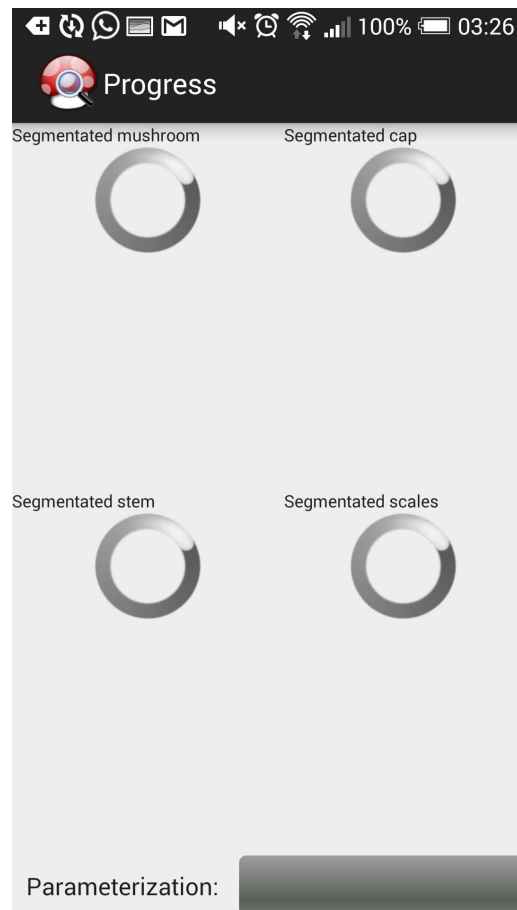 100% 03:26
Progress
Segmentated mushroom Segmentated cap
Segmentated stem Segmentated scales
Parameterization: